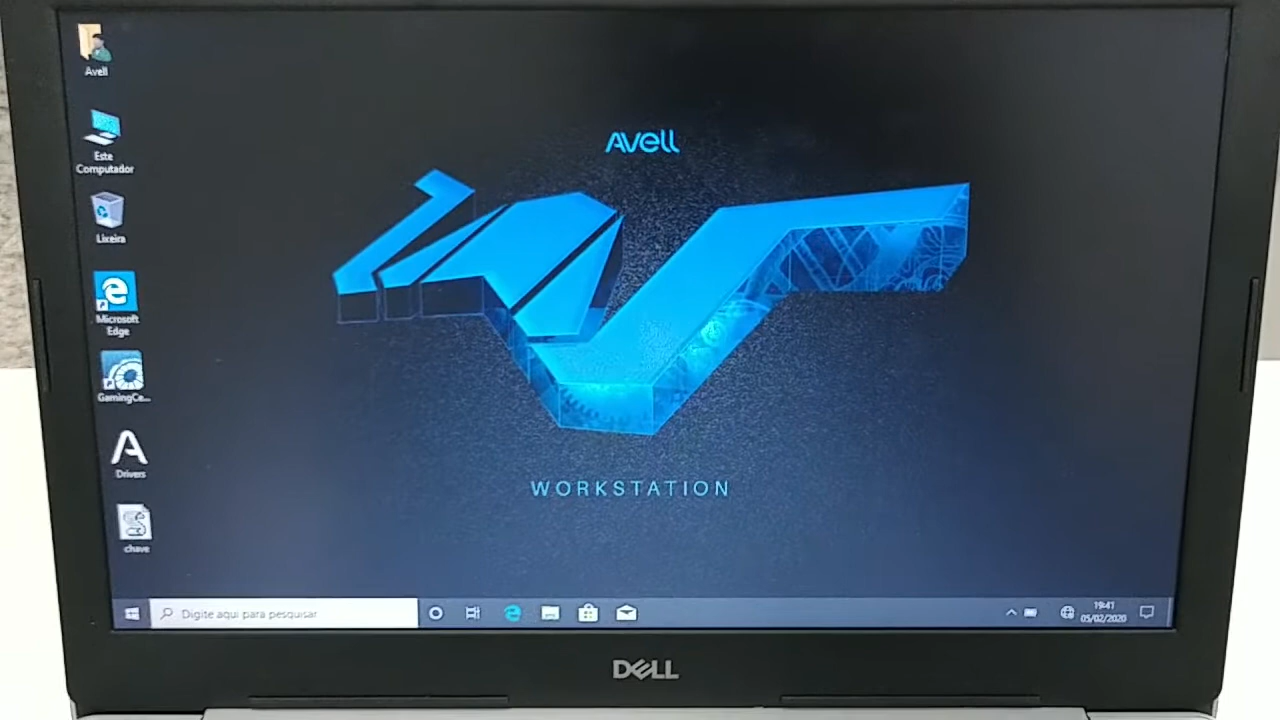 Avell
Avell
Este
Computador
Lixeira
Microsoft
Edge
GamingCe...
Drivers
chave
WORKSTATION
Digite aqui para pesquisar
19:41
05/02/2020
DELL